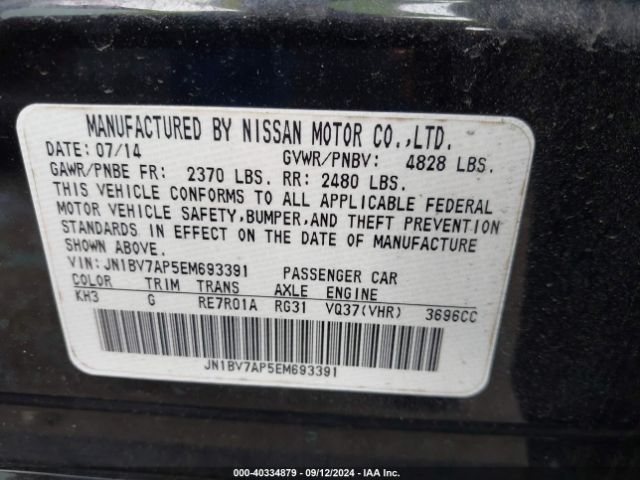 MANUFACTURED BY NISSAN MOTOR CO.,LTD.
DATE: 07/14 GVWR/PNBV: 4828 LBS.
GAWR/PNBE FR: 2370 LBS. RR: 2480 LBS.
THIS VEHICLE CONFORMS TO ALL APPLICABLE FEDERAL
MOTOR VEHICLE SAFETY,BUMPER,AND THEFT PREVENTION
STANDARDS IN EFFECT ON THE DATE OF MANUFACTURE
SHOWN ABOVE.
VIN:JN1BV7AP5EM693391 PASSENGER CAR
COLOR TRIM TRANS AXLE ENGINE
KH3 G RE7R01A RG31 VQ37(VHR) 3696CC
JN1BV7AP5EM693391
000-40334879 - 09/12/2024 - IAA Inc.